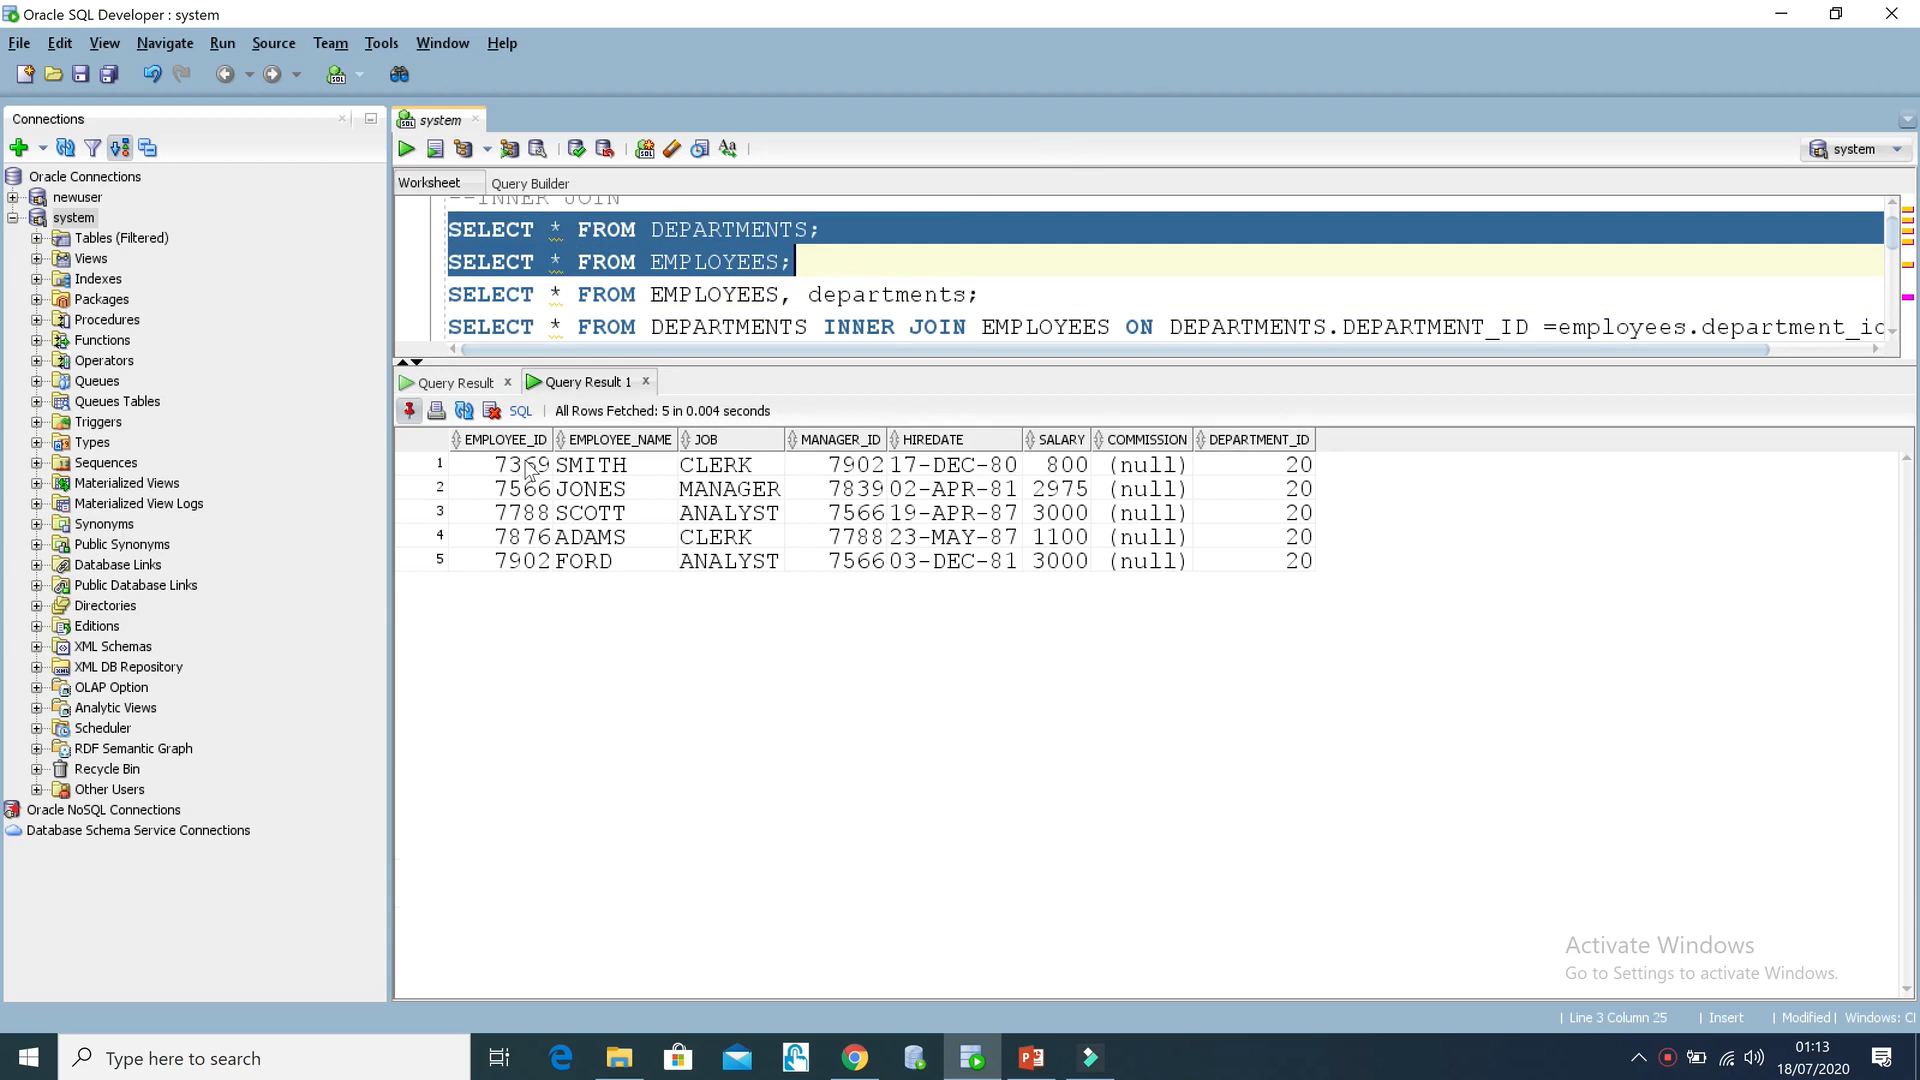 Oracle SQL Developer : system
File Edit View Navigate Run Source Team Tools Window Help
Connections
system
system
Worksheet Query Builder
Oracle Connections
newuser
system
Tables (Filtered)
Views
Indexes
Packages
Procedures
Functions
Operators
Queues
Queues Tables
Triggers
Types
Sequences
Materialized Views
Materialized View Logs
Synonyms
Public Synonyms
Database Links
Public Database Links
Directories
Editions
XML Schemas
XML DB Repository
OLAP Option
Analytic Views
Scheduler
RDF Semantic Graph
Recycle Bin
Other Users
Oracle NoSQL Connections
Database Schema Service Connections
--INNER JOIN
SELECT * FROM DEPARTMENTS;
SELECT * FROM EMPLOYEES;
SELECT * FROM EMPLOYEES, departments;
SELECT * FROM DEPARTMENTS INNER JOIN EMPLOYEES ON DEPARTMENTS.DEPARTMENT_ID =employees.department_id
Query Result Query Result 1
SQL All Rows Fetched: 5 in 0.004 seconds
EMPLOYEE_ID EMPLOYEE_NAME JOB MANAGER_ID HIREDATE SALARY COMMISSION DEPARTMENT_ID
1 7369 SMITH CLERK 7902 17-DEC-80 800 (null) 20
2 7566 JONES MANAGER 7839 02-APR-81 2975 (null) 20
3 7788 SCOTT ANALYST 7566 19-APR-87 3000 (null) 20
4 7876 ADAMS CLERK 7788 23-MAY-87 1100 (null) 20
5 7902 FORD ANALYST 7566 03-DEC-81 3000 (null) 20
Activate Windows
Go to Settings to activate Windows.
Line 3 Column 25 Insert Modified Windows: Cl
Type here to search
01:13
18/07/2020